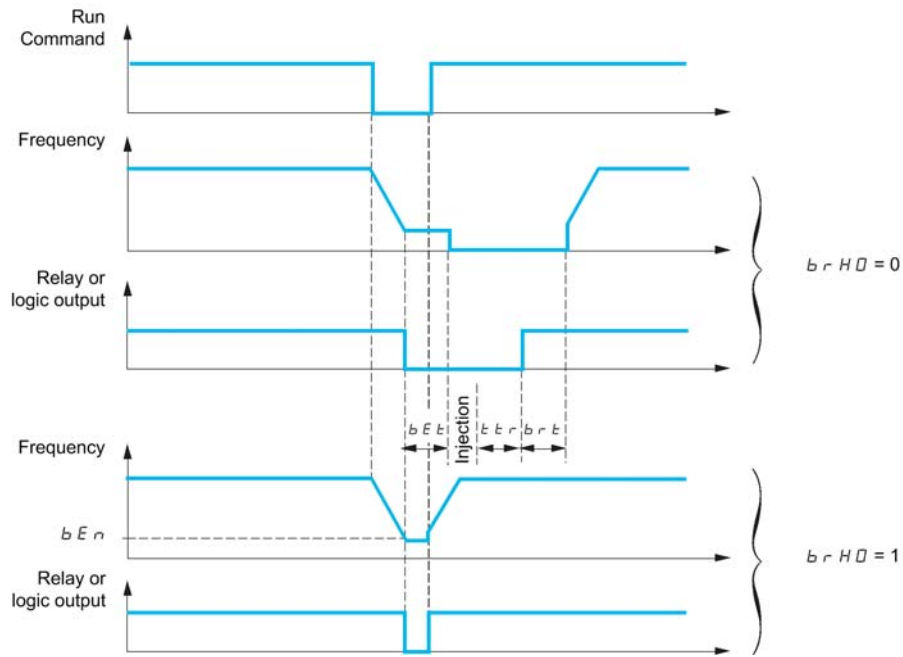 Run
Command
Frequency
Relay or
logic output
brH0 = 0
bEt
Injection
ttr
brt
Frequency
bEn
brH0 = 1
Relay or
logic output